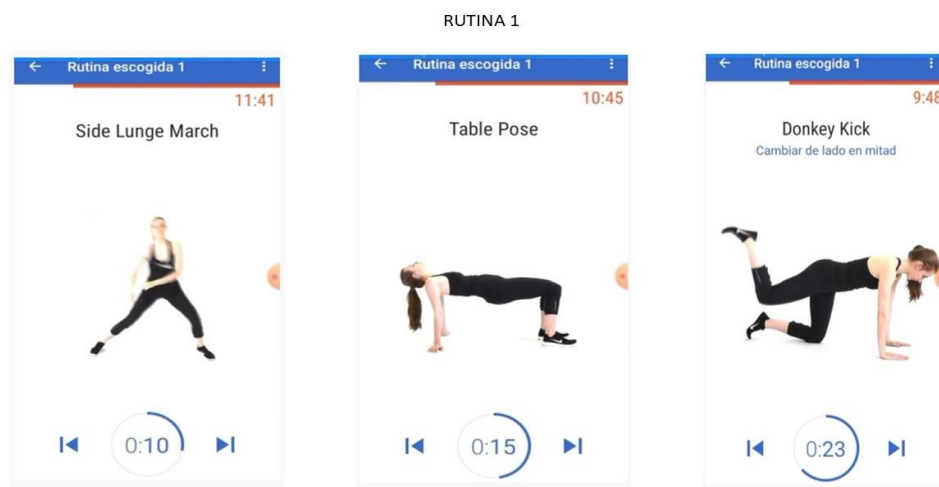 RUTINA 1
Rutina escogida 1
11:41
Side Lunge March
0:10
Rutina escogida 1
10:45
Table Pose
0:15
Rutina escogida 1
9:48
Donkey Kick
Cambiar de lado en mitad
0:23